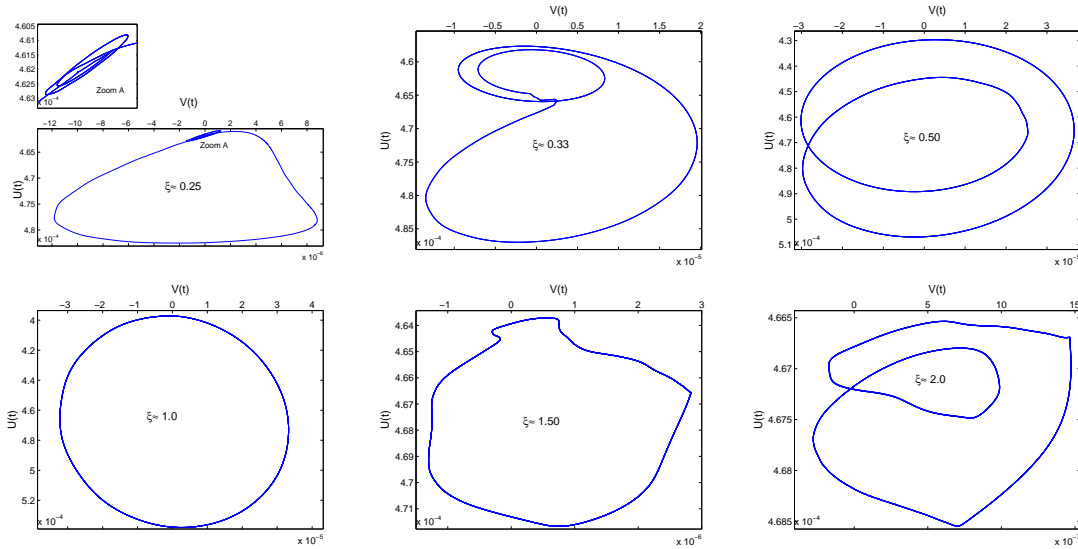 4.605
4.61
4.615
4.62
4.625
4.63
x 10⁻⁴
Zoom A
V(t)
−12 −10 −8 −6 −4 −2 0 2 4 6 8
4.65
4.7
4.75
4.8
U(t)
Zoom A
ξ≈ 0.25
x 10⁻⁴
x 10⁻⁶
V(t)
−1 −0.5 0 0.5 1 1.5 2
4.6
4.65
4.7
4.75
4.8
4.85
U(t)
ξ≈ 0.33
x 10⁻⁴
x 10⁻⁵
V(t)
−3 −2 −1 0 1 2 3
4.3
4.4
4.5
4.6
4.7
4.8
4.9
5
5.1
U(t)
ξ≈ 0.50
x 10⁻⁴
V(t)
−3 −2 −1 0 1 2 3 4
4
4.2
4.4
4.6
4.8
5
5.2
U(t)
ξ≈ 1.0
x 10⁻⁴
x 10⁻⁵
V(t)
−1 0 1 2 3
4.64
4.65
4.66
4.68
4.69
4.7
4.71
U(t)
ξ≈ 1.50
x 10⁻⁴
x 10⁻⁶
V(t)
0 5 10 15
4.665
4.670
4.675
4.68
4.685
U(t)
ξ≈ 2.0
x 10⁻⁴